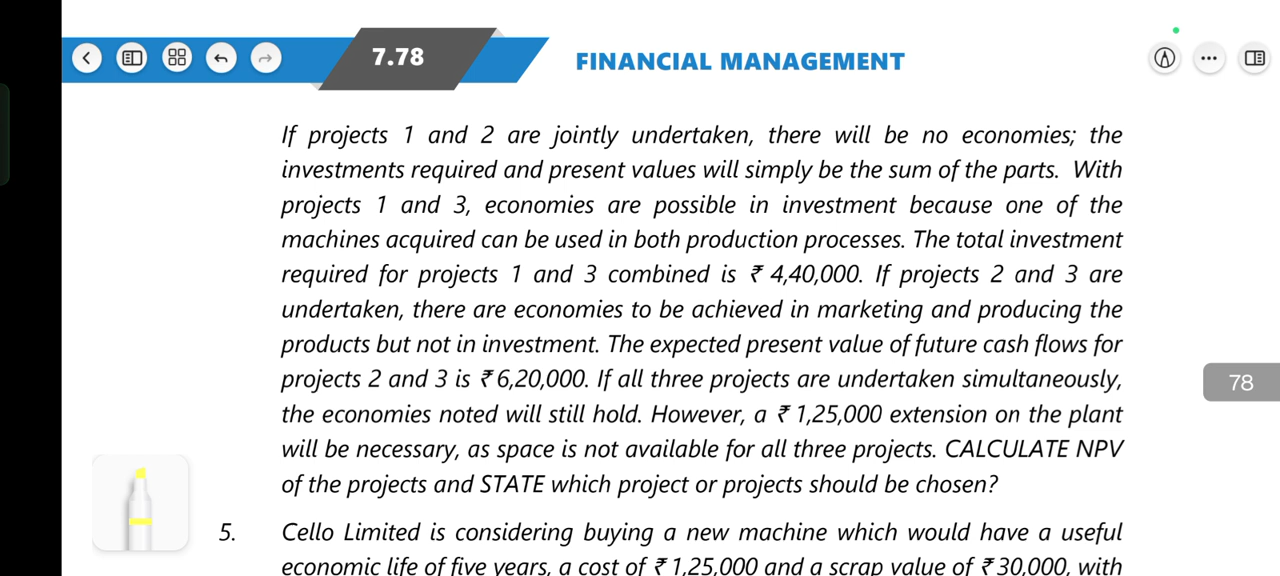 7.78
FINANCIAL MANAGEMENT
If projects 1 and 2 are jointly undertaken, there will be no economies; the
investments required and present values will simply be the sum of the parts. With
projects 1 and 3, economies are possible in investment because one of the
machines acquired can be used in both production processes. The total investment
required for projects 1 and 3 combined is ₹ 4,40,000. If projects 2 and 3 are
undertaken, there are economies to be achieved in marketing and producing the
products but not in investment. The expected present value of future cash flows for
projects 2 and 3 is ₹ 6,20,000. If all three projects are undertaken simultaneously,
the economies noted will still hold. However, a ₹ 1,25,000 extension on the plant
will be necessary, as space is not available for all three projects. CALCULATE NPV
of the projects and STATE which project or projects should be chosen?
78
5. Cello Limited is considering buying a new machine which would have a useful
economic life of five years, a cost of ₹ 1,25,000 and a scrap value of ₹ 30,000, with